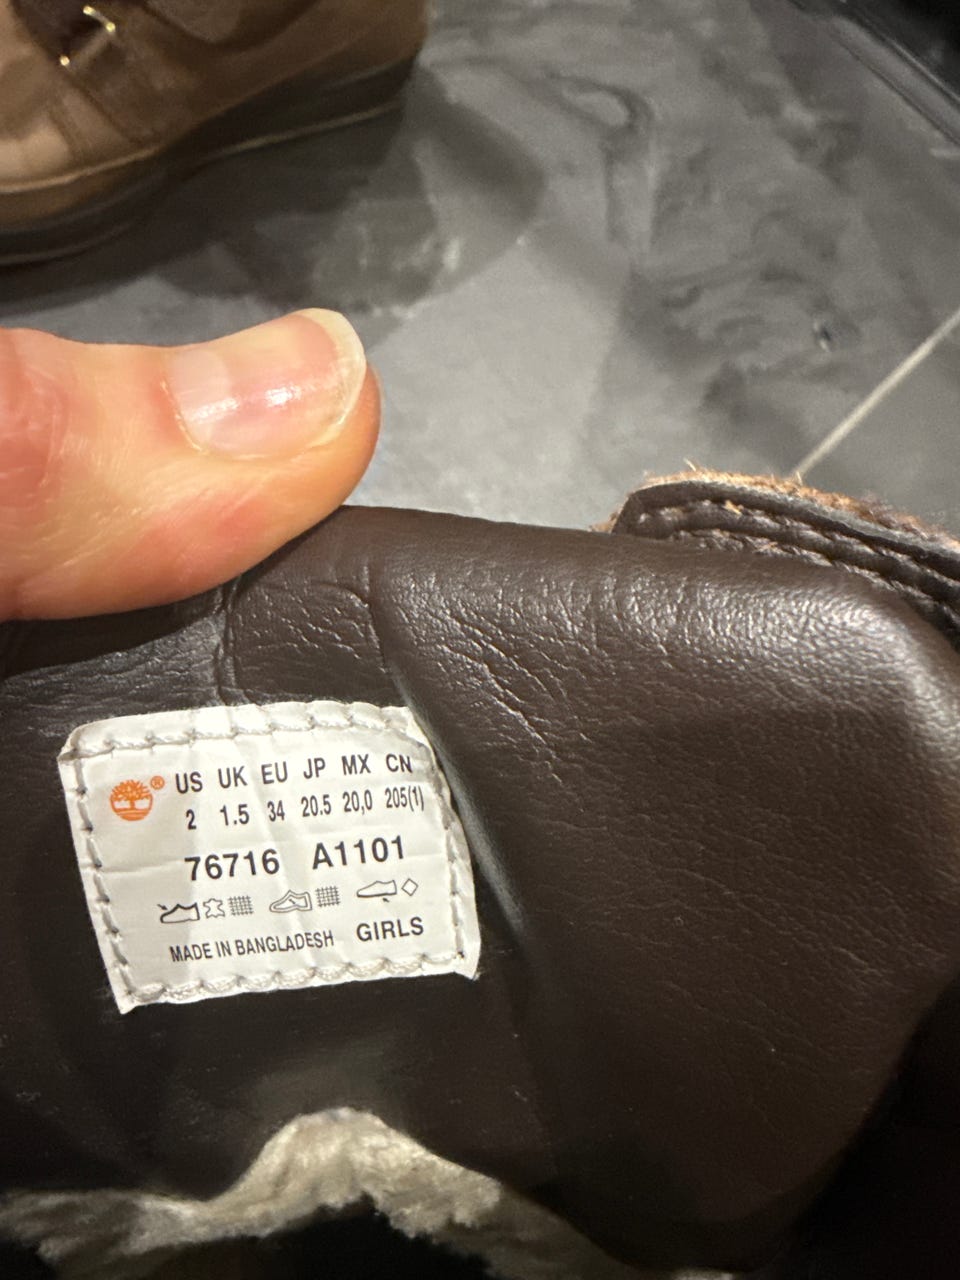 ® US UK EU JP MX CN
2 1.5 34 20.5 20,0 205(1)
76716 A1101
MADE IN BANGLADESH GIRLS